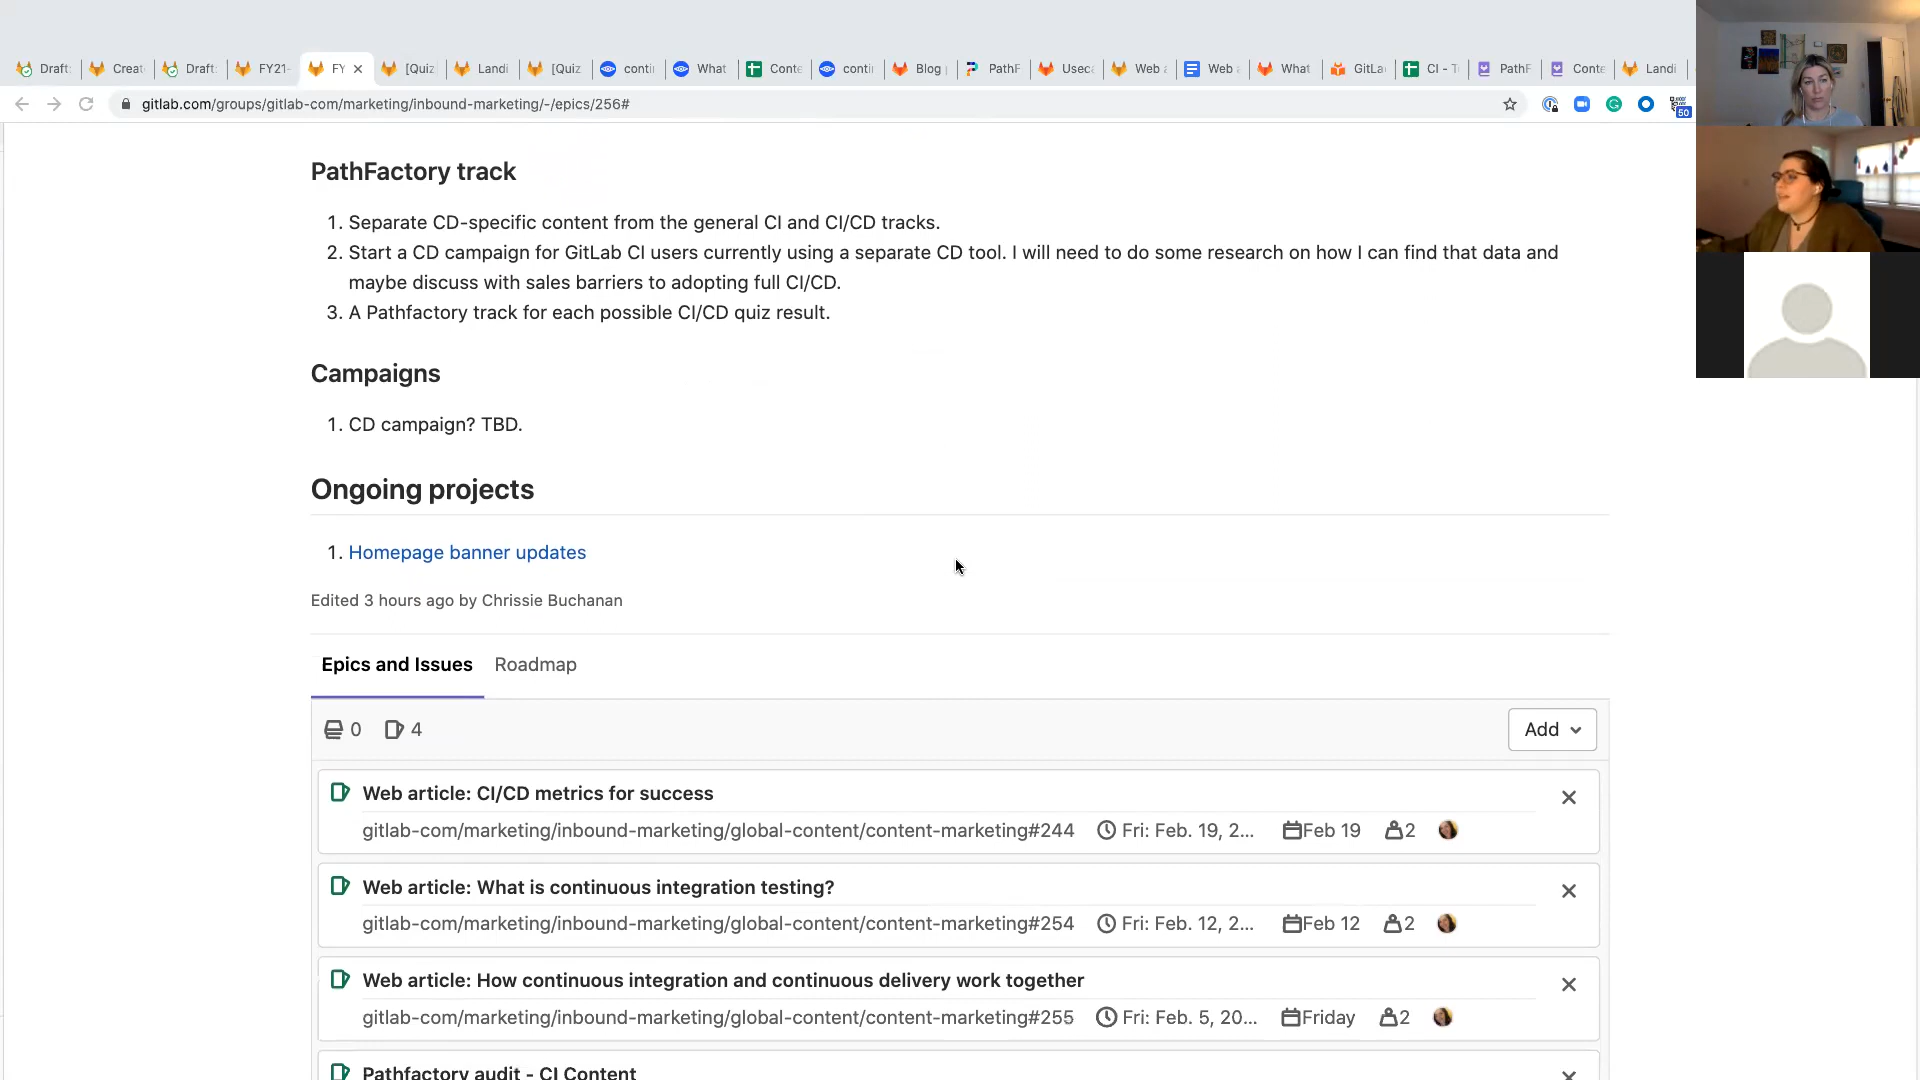 Draft: Creat Draft: FY21- FY [Quiz Landi [Quiz conti What Conte conti Blog PathF Usec Web a Web a What GitLa CI - T PathF Conte Landi
gitlab.com/groups/gitlab-com/marketing/inbound-marketing/-/epics/256#
50
PathFactory track
1. Separate CD-specific content from the general CI and CI/CD tracks.
2. Start a CD campaign for GitLab CI users currently using a separate CD tool. I will need to do some research on how I can find that data and
maybe discuss with sales barriers to adopting full CI/CD.
3. A Pathfactory track for each possible CI/CD quiz result.
Campaigns
1. CD campaign? TBD.
Ongoing projects
1. Homepage banner updates
Edited 3 hours ago by Chrissie Buchanan
Epics and Issues Roadmap
0 4 Add
Web article: CI/CD metrics for success
gitlab-com/marketing/inbound-marketing/global-content/content-marketing#244 Fri: Feb. 19, 2... Feb 19 2
Web article: What is continuous integration testing?
gitlab-com/marketing/inbound-marketing/global-content/content-marketing#254 Fri: Feb. 12, 2... Feb 12 2
Web article: How continuous integration and continuous delivery work together
gitlab-com/marketing/inbound-marketing/global-content/content-marketing#255 Fri: Feb. 5, 20... Friday 2
Pathfactory audit - CI Content